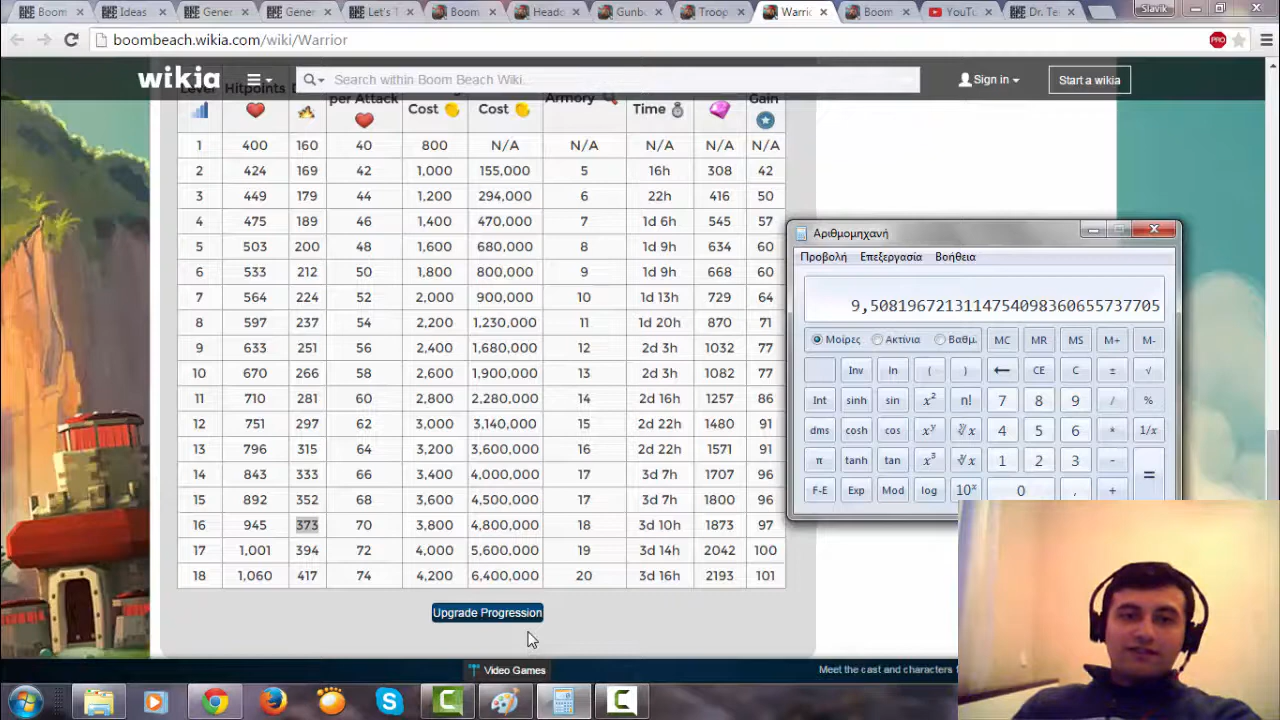 Boom
Ideas
Gener
Gener
Let's T
Boom
Head
Gunb
Troop
Warri
Boom
YouTu
Dr. Te
Slavik
boombeach.wikia.com/wiki/Warrior
PRO
wikia
Search within Boom Beach Wiki...
Sign in
Start a wikia
Level Hitpoints per Attack Cost Cost Armory Time Gain
1 400 160 40 800 N/A N/A N/A N/A N/A
2 424 169 42 1,000 155,000 5 16h 308 42
3 449 179 44 1,200 294,000 6 22h 416 50
4 475 189 46 1,400 470,000 7 1d 6h 545 57
5 503 200 48 1,600 680,000 8 1d 9h 634 60
6 533 212 50 1,800 800,000 9 1d 9h 668 60
7 564 224 52 2,000 900,000 10 1d 13h 729 64
8 597 237 54 2,200 1,230,000 11 1d 20h 870 71
9 633 251 56 2,400 1,680,000 12 2d 3h 1032 77
10 670 266 58 2,600 1,900,000 13 2d 3h 1082 77
11 710 281 60 2,800 2,280,000 14 2d 16h 1257 86
12 751 297 62 3,000 3,140,000 15 2d 22h 1480 91
13 796 315 64 3,200 3,600,000 16 2d 22h 1571 91
14 843 333 66 3,400 4,000,000 17 3d 7h 1707 96
15 892 352 68 3,600 4,500,000 17 3d 7h 1800 96
16 945 373 70 3,800 4,800,000 18 3d 10h 1873 97
17 1,001 394 72 4,000 5,600,000 19 3d 14h 2042 100
18 1,060 417 74 4,200 6,400,000 20 3d 16h 2193 101
Upgrade Progression
Video Games
Meet the cast and characters f
Αριθμομηχανή
Προβολή Επεξεργασία Βοήθεια
9,5081967213114754098360655737705
Μοίρες Ακτίνια Βαθμ.
MC MR MS M+ M-
Inv ln ( ) ← CE C ± √
Int sinh sin x² n! 7 8 9 / %
dms cosh cos xʸ ʸ√x 4 5 6 * 1/x
π tanh tan x³ ³√x 1 2 3 - =
F-E Exp Mod log 10ˣ 0 , +